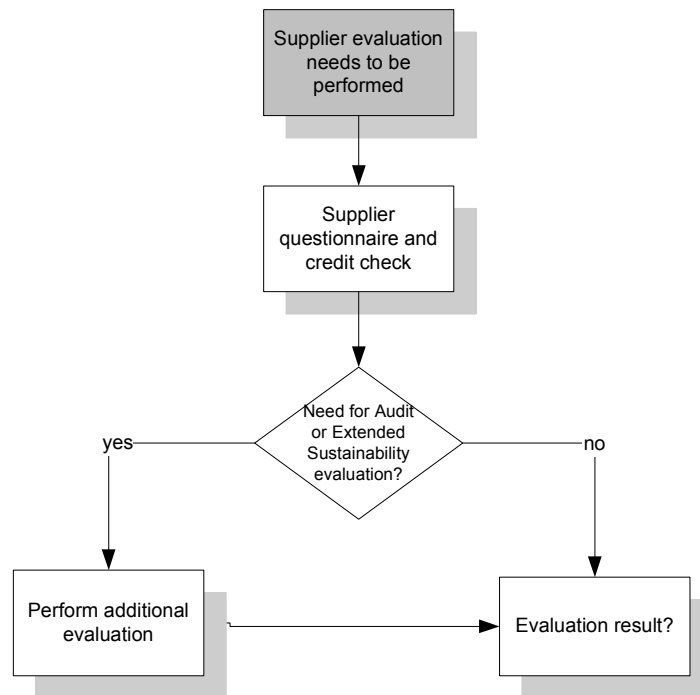 Supplier evaluation
needs to be
performed
Supplier
questionnaire and
credit check
Need for Audit
or Extended
Sustainability
evaluation?
yes
no
Perform additional
evaluation
Evaluation result?